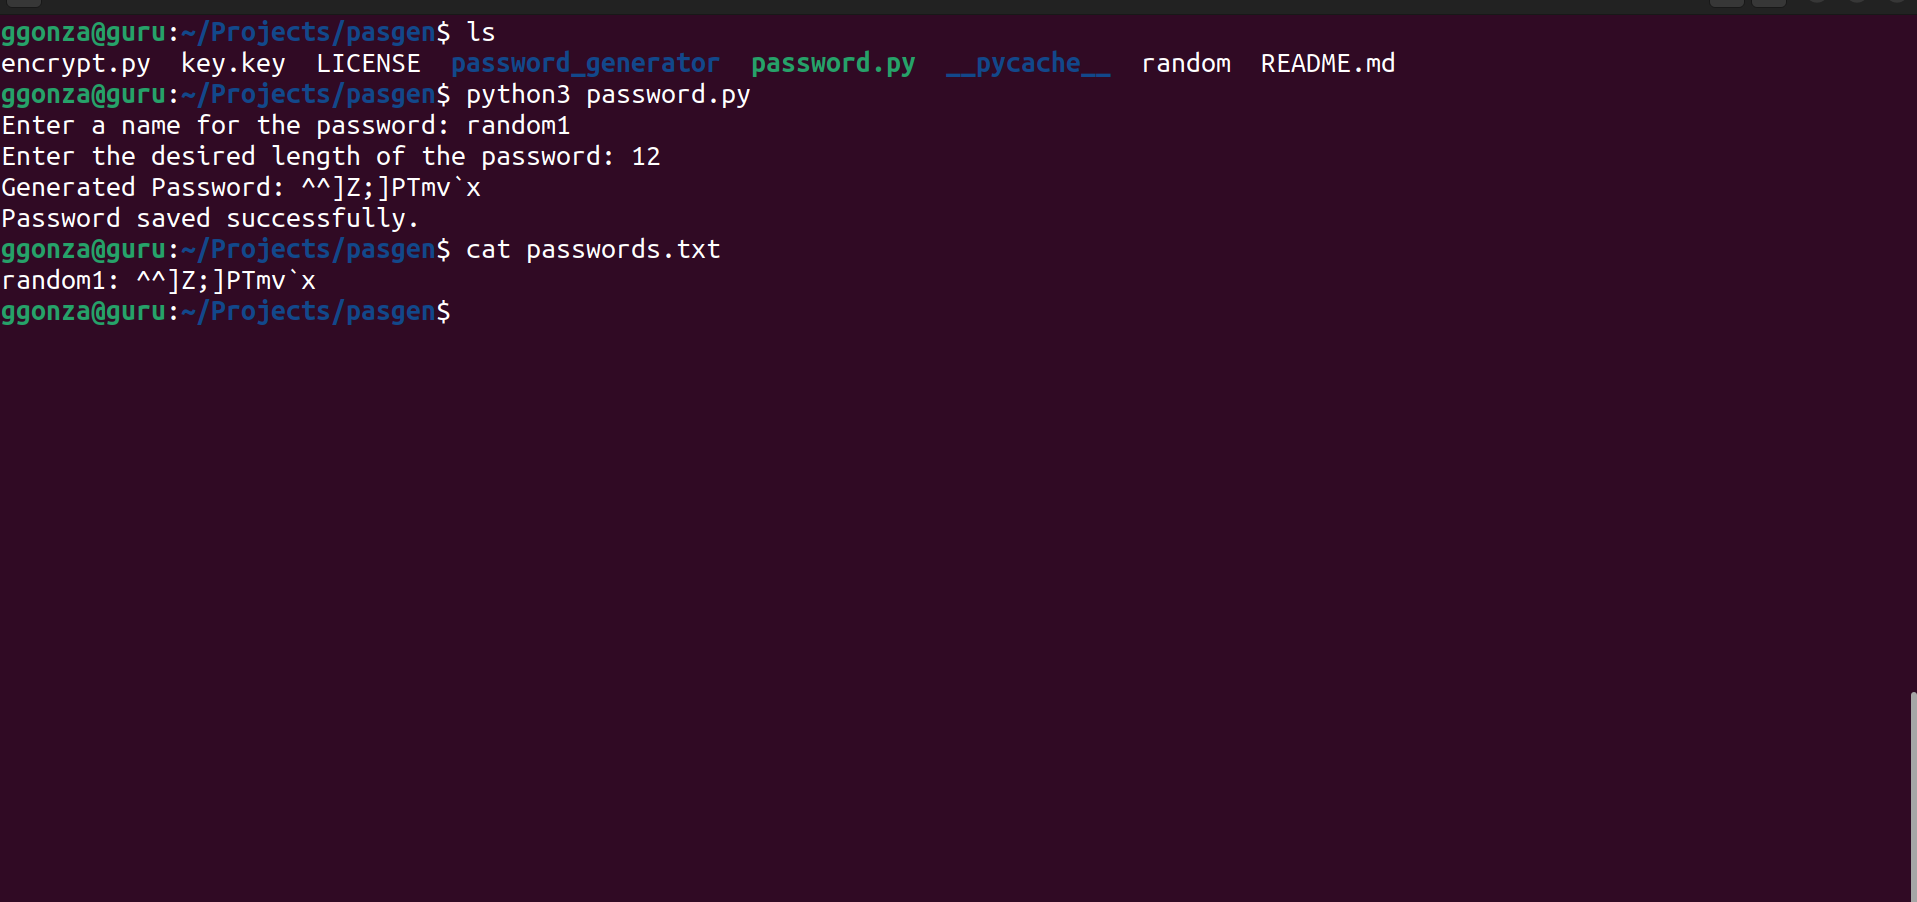 ggonza@guru:~/Projects/pasgen$ ls
encrypt.py  key.key  LICENSE  password_generator  password.py  __pycache__  random  README.md
ggonza@guru:~/Projects/pasgen$ python3 password.py
Enter a name for the password: random1
Enter the desired length of the password: 12
Generated Password: ^^]Z;]PTmv`x
Password saved successfully.
ggonza@guru:~/Projects/pasgen$ cat passwords.txt
random1: ^^]Z;]PTmv`x
ggonza@guru:~/Projects/pasgen$